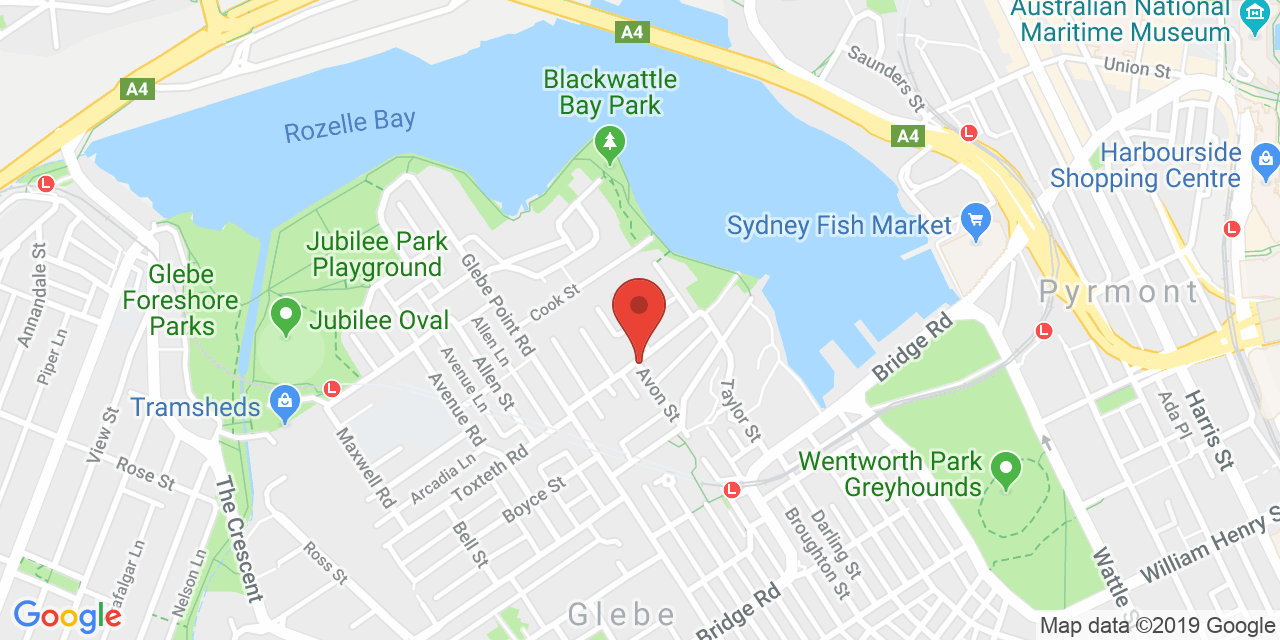 Australian National
Maritime Museum
A4
Union St
Saunders St
Blackwattle
Bay Park
A4
Rozelle Bay
A4
Harbourside
Shopping Centre
L
L
L
Sydney Fish Market
Jubilee Park
Playground
Annandale St
Glebe
Foreshore
Parks
Glebe Point Rd
Cook St
Pyrmont
Jubilee Oval
Allen Ln
Bridge Rd
L
Piper Ln
Avenue Ln
Allen St
Avenue Rd
Avon St
Taylor St
L
Tramsheds
View St
Ada Pl
Harris St
Maxwell Rd
Rose St
Arcadia Ln
Toxteth Rd
Wentworth Park
Greyhounds
Boyce St
L
The Crescent
Bell St
Darling St
Broughton St
Ross St
William Henry S
Wattle S
afalgar Ln
Nelson Ln
Glebe
Bridge Rd
Google
Map data ©2019 Google